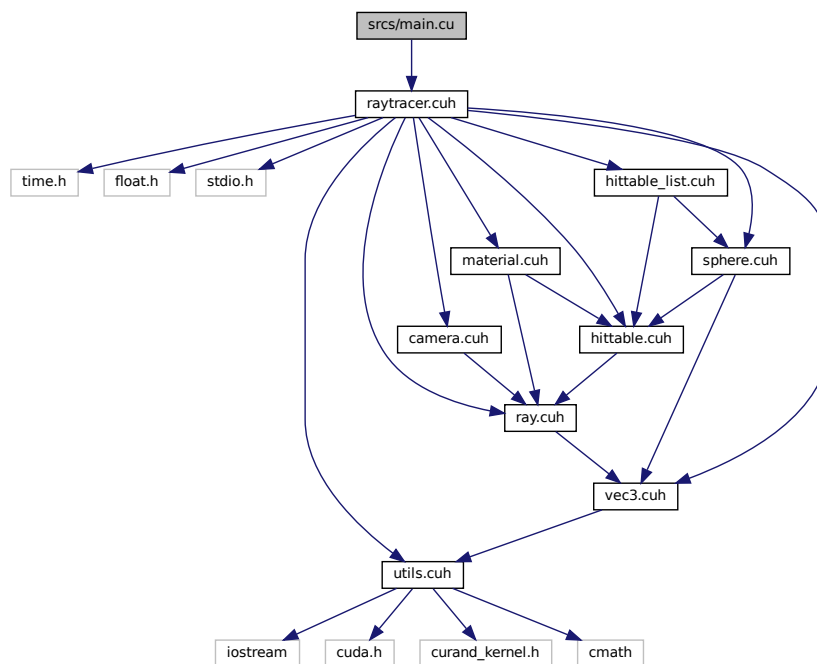 srcs/main.cu
raytracer.cuh
time.h
float.h
stdio.h
hittable_list.cuh
material.cuh
sphere.cuh
camera.cuh
hittable.cuh
ray.cuh
vec3.cuh
utils.cuh
iostream
cuda.h
curand_kernel.h
cmath